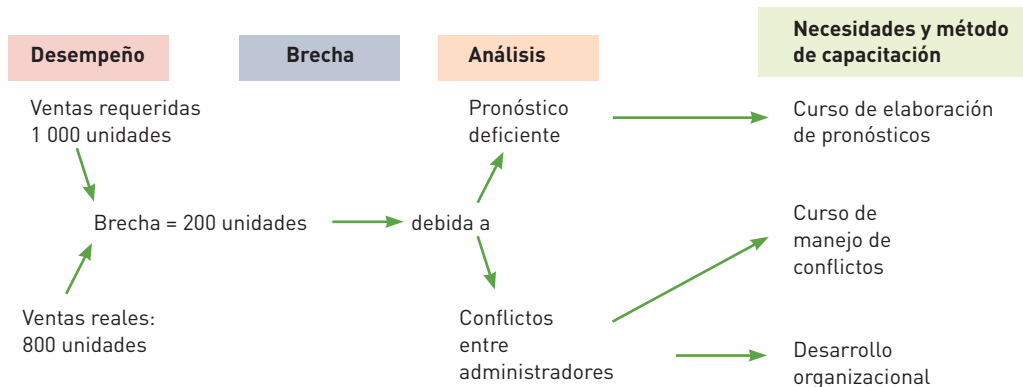 Desempeño
Brecha
Análisis
Necesidades y método
de capacitación
Ventas requeridas
1 000 unidades
Pronóstico
deficiente
Curso de elaboración
de pronósticos
Brecha = 200 unidades
debida a
Curso de
manejo de
conflictos
Ventas reales:
800 unidades
Conflictos
entre
administradores
Desarrollo
organizacional